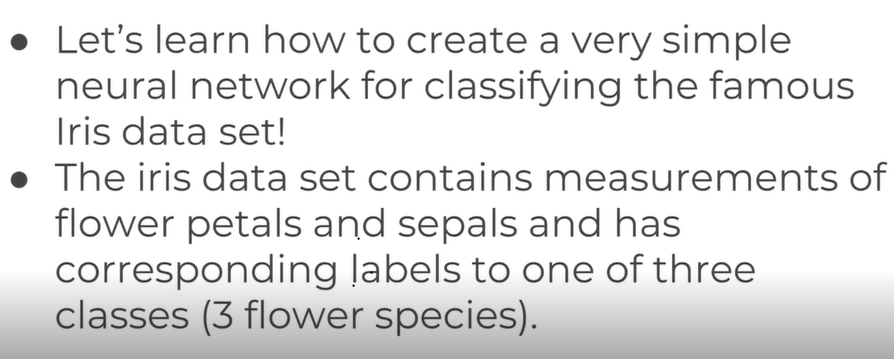 ● Let’s learn how to create a very simple
neural network for classifying the famous
Iris data set!
● The iris data set contains measurements of
flower petals and sepals and has
corresponding labels to one of three
classes (3 flower species).